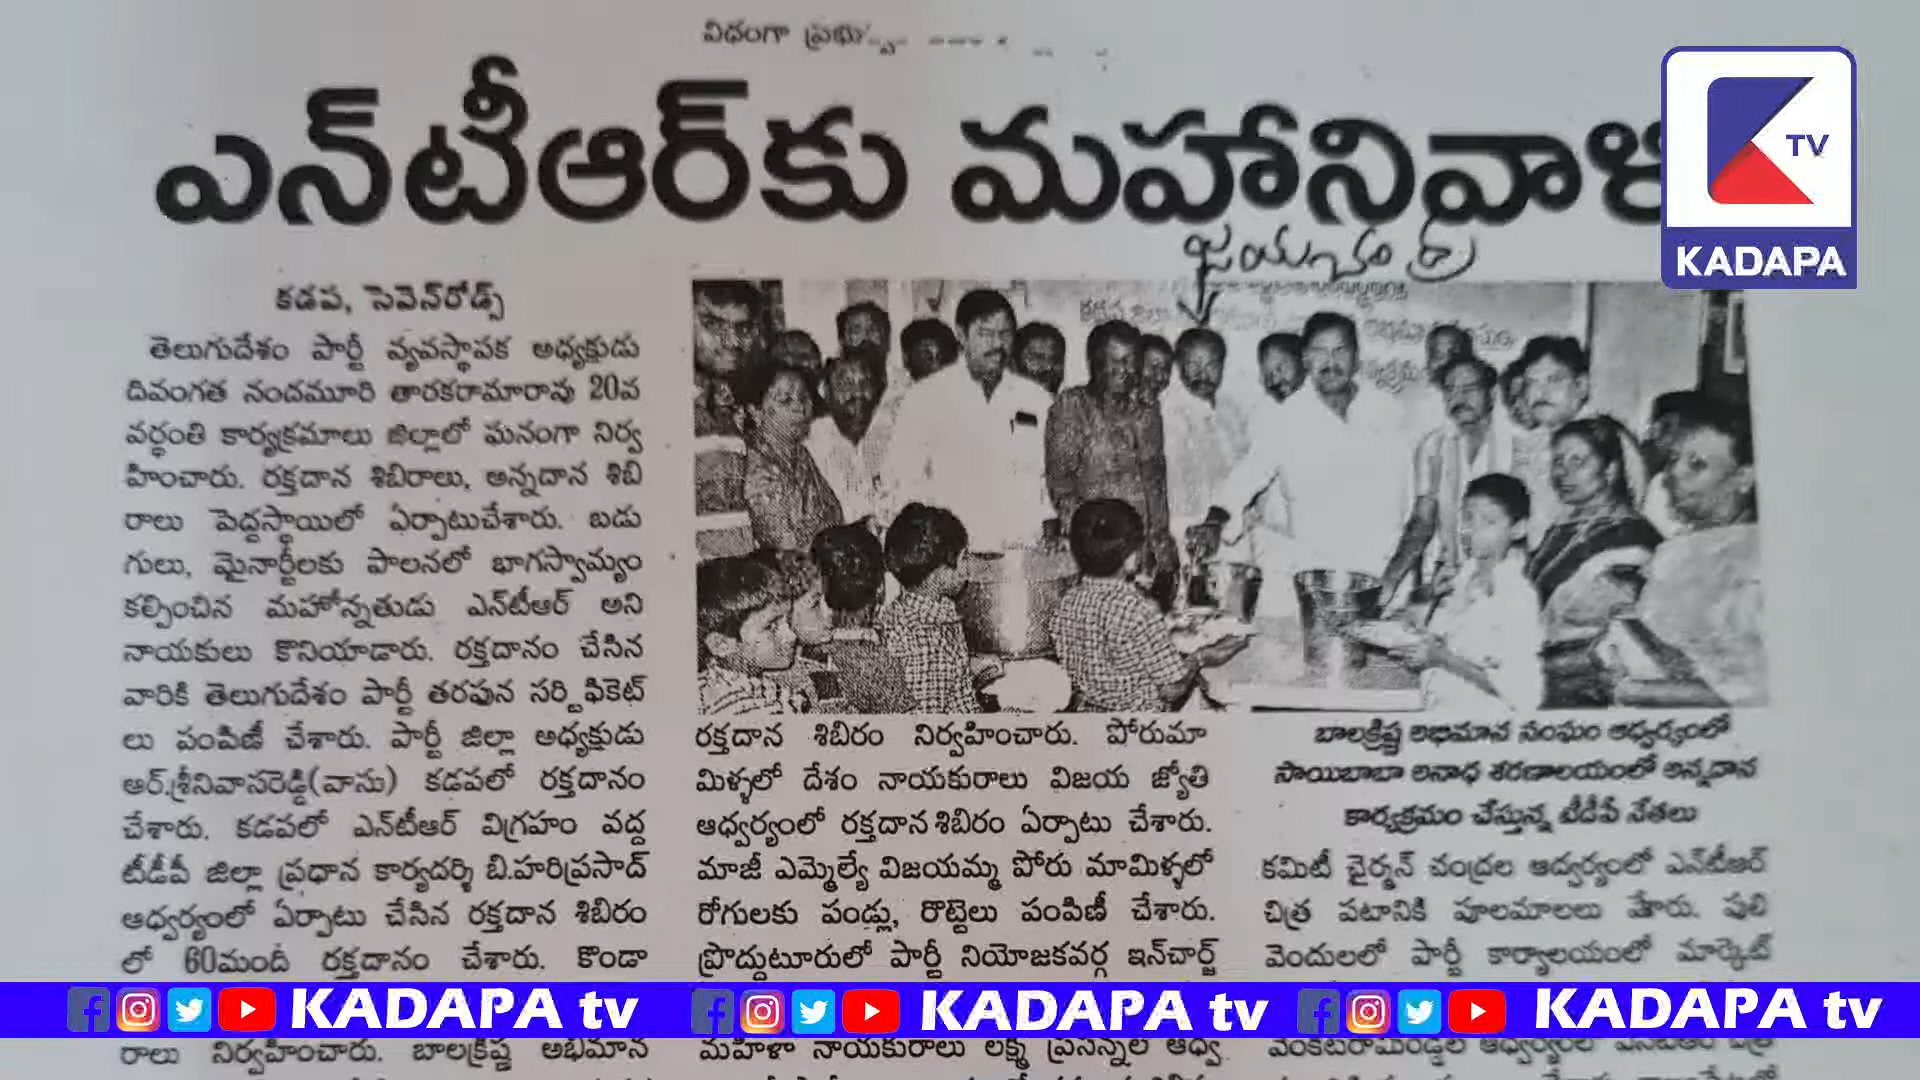 విధంగా
ఎన్‌టీఆర్‌కు మహానివాళి
TV
KADAPA
కడప, సెవెన్‌రోడ్స్
తెలుగుదేశం పార్టీ వ్యవస్థాపక అధ్యక్షుడు
దివంగత నందమూరి తారకరామారావు 20వ
వర్ధంతి కార్యక్రమాలు జిల్లాలో ఘనంగా నిర్వ
హించారు. రక్తదాన శిబిరాలు, అన్నదాన శిబి
రాలు పెద్దస్థాయిలో ఏర్పాటుచేశారు. బడు
గులు, మైనార్టీలకు పాలనలో భాగస్వామ్యం
కల్పించిన మహోన్నతుడు ఎన్‌టీఆర్ అని
నాయకులు కొనియాడారు. రక్తదానం చేసిన
వారికి తెలుగుదేశం పార్టీ తరపున సర్టిఫికెట్
లు పంపిణీ చేశారు. పార్టీ జిల్లా అధ్యక్షుడు
ఆర్.శ్రీనివాసరెడ్డి(వాసు) కడపలో రక్తదానం
చేశారు. కడపలో ఎన్‌టీఆర్ విగ్రహం వద్ద
టీడీపీ జిల్లా ప్రధాన కార్యదర్శి బి.హరిప్రసాద్
ఆధ్వర్యంలో ఏర్పాటు చేసిన రక్తదాన శిబిరం
లో 60మంది రక్తదానం చేశారు. కొండా
రాలు నిర్వహించారు. బాలక్రిష్ణ అభిమాన
రక్తదాన శిబిరం నిర్వహించారు. పోరుమా
మిళ్ళలో దేశం నాయకురాలు విజయ జ్యోతి
ఆధ్వర్యంలో రక్తదాన శిబిరం ఏర్పాటు చేశారు.
మాజీ ఎమ్మెల్యే విజయమ్మ పోరు మామిళ్ళలో
రోగులకు పండ్లు, రొట్టెలు పంపిణీ చేశారు.
ప్రొద్దుటూరులో పార్టీ నియోజకవర్గ ఇన్‌చార్జ్
మహిళా నాయకురాలు లక్ష్మీ ప్రసన్నల ఆధ్వ
బాలక్రిష్ణ అభిమాన సంఘం ఆధ్వర్యంలో
సాయిబాబా అనాధ శరణాలయంలో అన్నదాన
కార్యక్రమం చేస్తున్న టీడీపీ నేతలు
కమిటీ చైర్మన్ చంద్రల ఆధ్వర్యంలో ఎన్‌టీఆర్
చిత్ర పటానికి పూలమాలలు వేారు. పులి
వెందులలో పార్టీ కార్యాలయంలో మార్కెట్
KADAPA tv KADAPA tv KADAPA tv